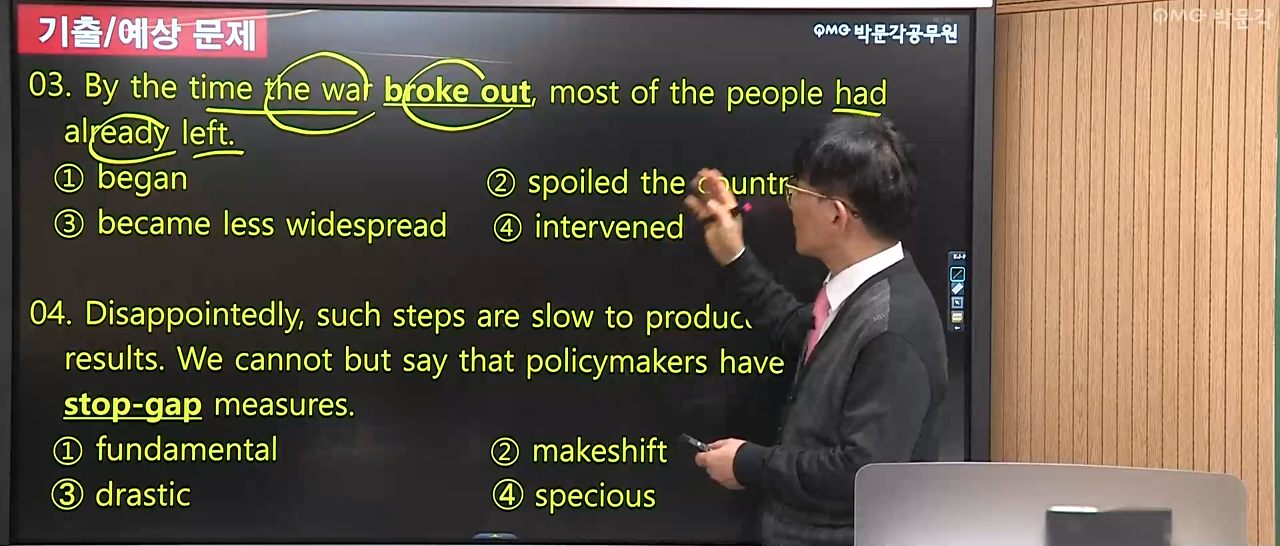 기출/예상 문제
박문각공무원
박문각
03. By the time the war broke out, most of the people had
already left.
① began ② spoiled the
③ became less widespread ④ intervened
04. Disappointedly, such steps are slow to
results. We cannot but say that policymakers have
stop-gap measures.
① fundamental ② makeshift
③ drastic ④ specious